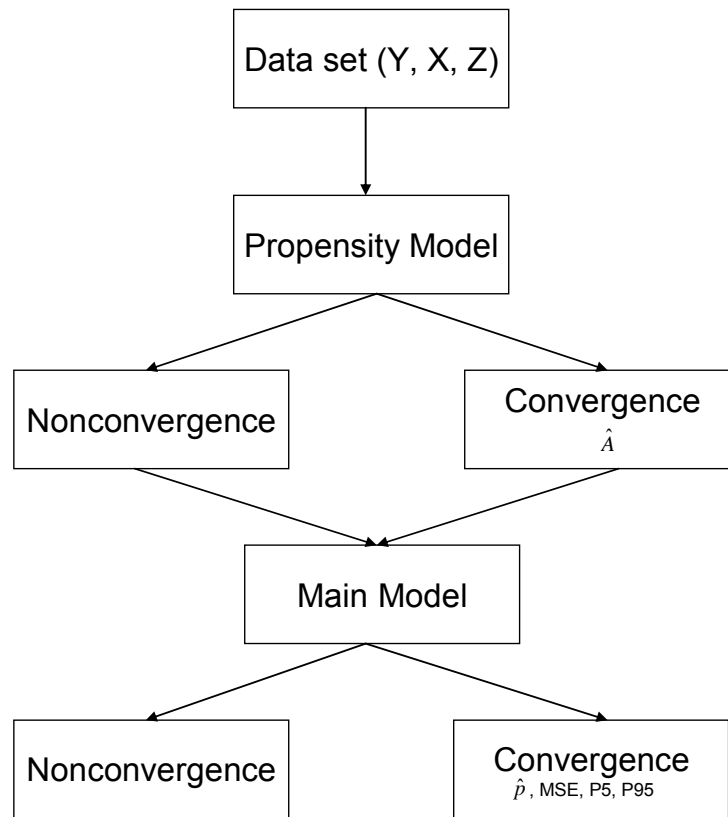 Data set (Y, X, Z)
Propensity Model
Nonconvergence
Convergence
Â
Main Model
Nonconvergence
Convergence
p̂, MSE, P5, P95